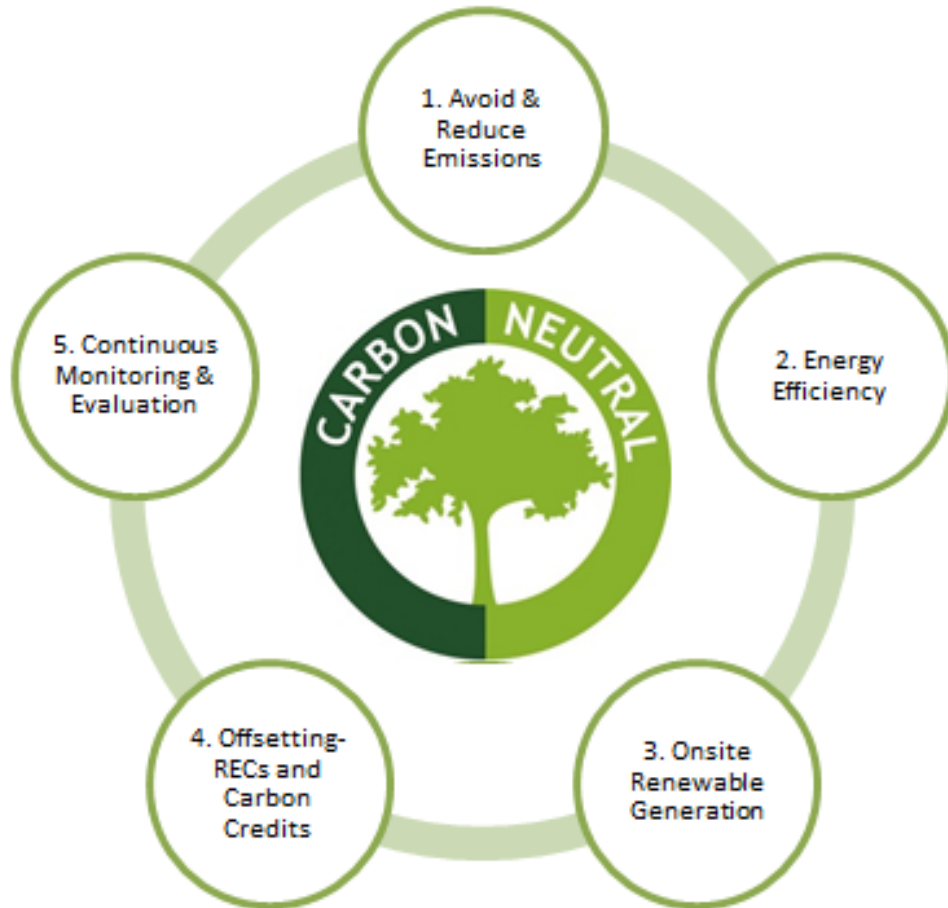 1. Avoid &
Reduce
Emissions
2. Energy
Efficiency
3. Onsite
Renewable
Generation
4. Offsetting-
RECs and
Carbon
Credits
5. Continuous
Monitoring &
Evaluation
CARBON NEUTRAL